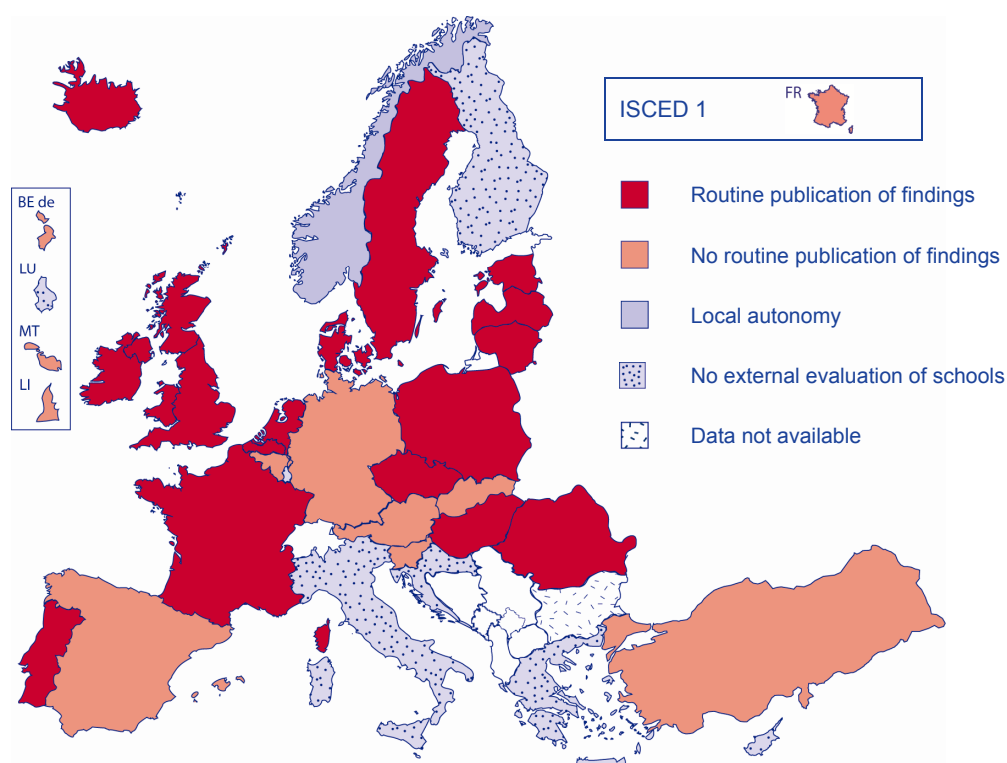 ISCED 1
FR
Routine publication of findings
No routine publication of findings
Local autonomy
No external evaluation of schools
Data not available
BE de
LU
MT
LI